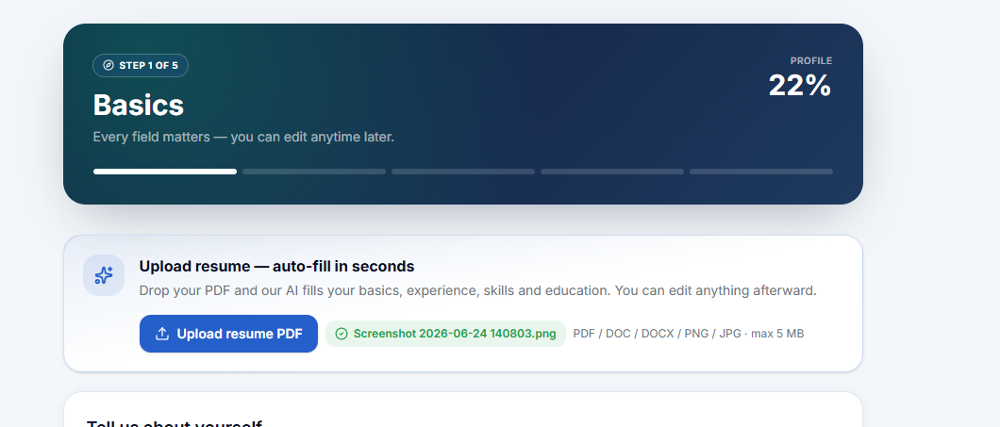 STEP 1 OF 5
PROFILE
22%
Basics
Every field matters — you can edit anytime later.
Upload resume — auto-fill in seconds
Drop your PDF and our AI fills your basics, experience, skills and education. You can edit anything afterward.
Upload resume PDF
Screenshot 2026-06-24 140803.png
PDF / DOC / DOCX / PNG / JPG · max 5 MB
Tell us about yourself